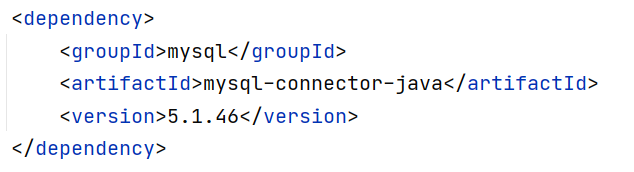 <dependency>
    <groupId>mysql</groupId>
    <artifactId>mysql-connector-java</artifactId>
    <version>5.1.46</version>
</dependency>